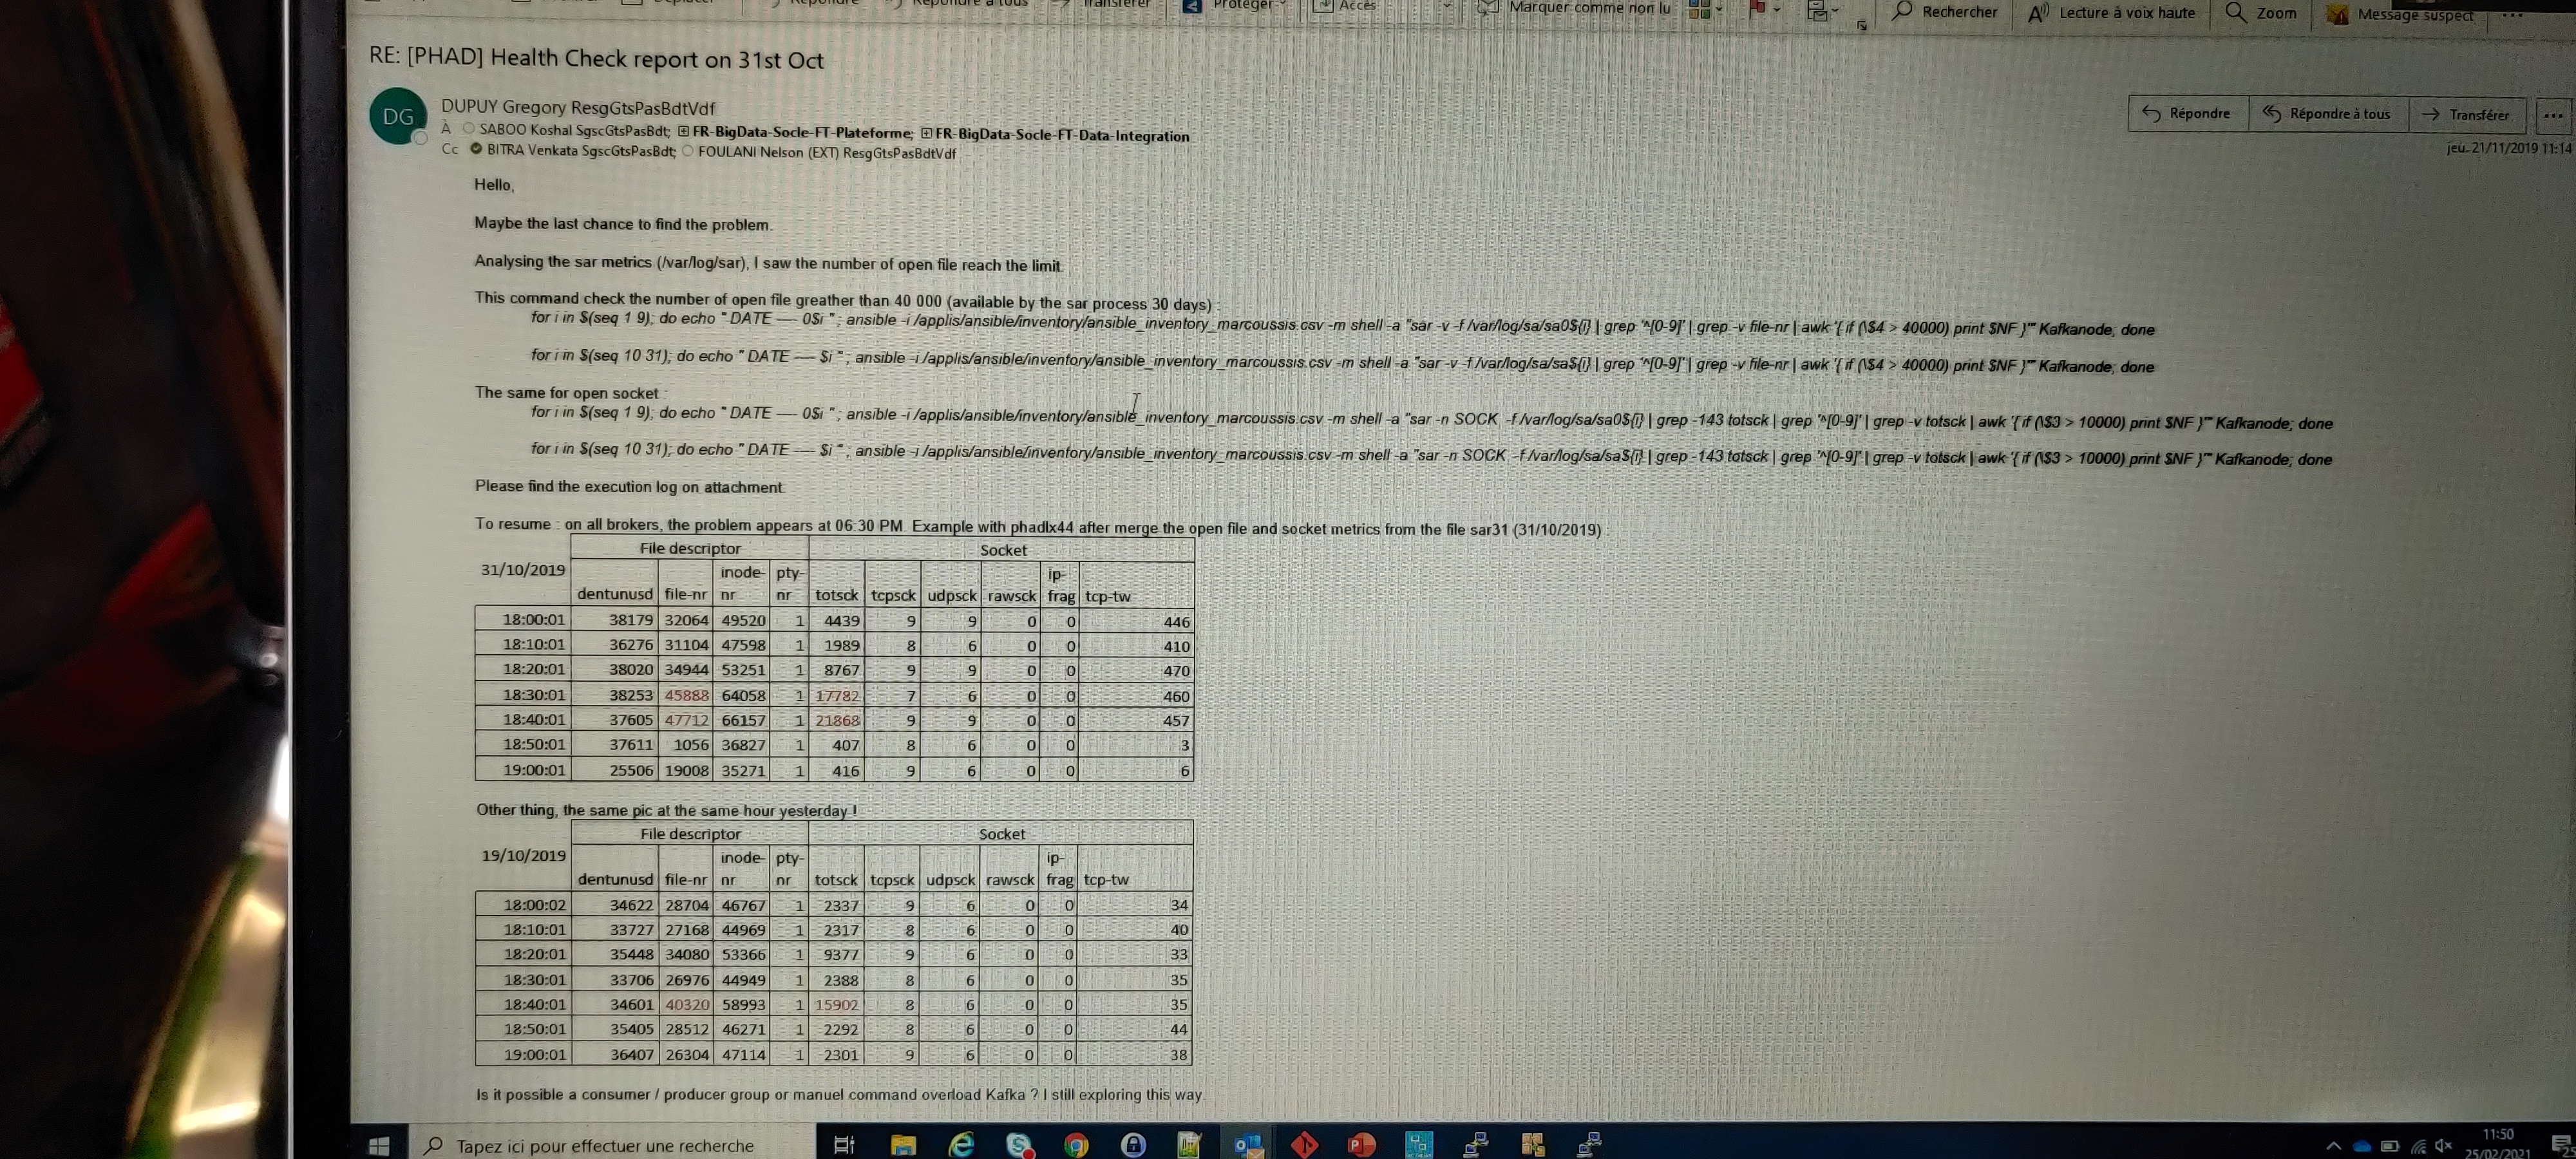 Répondre
Répondre à tous
Transférer
Protéger
Accès
Marquer comme non lu
Rechercher
Lecture à voix haute
Zoom
Message suspect
RE: [PHAD] Health Check report on 31st Oct
DG
DUPUY Gregory ResgGtsPasBdtVdf
Répondre
Répondre à tous
Transférer
À SABOO Koshal SgscGtsPasBdt; FR-BigData-Socle-FT-Plateforme; FR-BigData-Socle-FT-Data-Integration
Cc BITRA Venkata SgscGtsPasBdt; FOULANI Nelson (EXT) ResgGtsPasBdtVdf
jeu. 21/11/2019 11:14
Hello,
Maybe the last chance to find the problem.
Analysing the sar metrics (/var/log/sar), I saw the number of open file reach the limit.
This command check the number of open file greather than 40 000 (available by the sar process 30 days) :
for i in $(seq 1 9); do echo " DATE ---- 0$i " ; ansible -i /applis/ansible/inventory/ansible_inventory_marcoussis.csv -m shell -a "sar -v -f /var/log/sa/sa0${i} | grep '^[0-9]' | grep -v file-nr | awk '{ if (\$4 > 40000) print $NF }'" Kafkanode; done
for i in $(seq 10 31); do echo " DATE ---- $i " ; ansible -i /applis/ansible/inventory/ansible_inventory_marcoussis.csv -m shell -a "sar -v -f /var/log/sa/sa${i} | grep '^[0-9]' | grep -v file-nr | awk '{ if (\$4 > 40000) print $NF }'" Kafkanode; done
The same for open socket :
for i in $(seq 1 9); do echo " DATE ---- 0$i " ; ansible -i /applis/ansible/inventory/ansible_inventory_marcoussis.csv -m shell -a "sar -n SOCK -f /var/log/sa/sa0${i} | grep -143 totsck | grep '^[0-9]' | grep -v totsck | awk '{ if (\$3 > 10000) print $NF }'" Kafkanode; done
for i in $(seq 10 31); do echo " DATE ---- $i " ; ansible -i /applis/ansible/inventory/ansible_inventory_marcoussis.csv -m shell -a "sar -n SOCK -f /var/log/sa/sa${i} | grep -143 totsck | grep '^[0-9]' | grep -v totsck | awk '{ if (\$3 > 10000) print $NF }'" Kafkanode; done
Please find the execution log on attachment.
To resume : on all brokers, the problem appears at 06:30 PM. Example with phadlx44 after merge the open file and socket metrics from the file sar31 (31/10/2019) :
File descriptor Socket
31/10/2019 dentunusd file-nr inode-nr pty-nr totsck tcpsck udpsck rawsck ip-frag tcp-tw
18:00:01 38179 32064 49520 1 4439 9 9 0 0 446
18:10:01 36276 31104 47598 1 1989 8 6 0 0 410
18:20:01 38020 34944 53251 1 8767 9 9 0 0 470
18:30:01 38253 45888 64058 1 17782 7 6 0 0 460
18:40:01 37605 47712 66157 1 21868 9 9 0 0 457
18:50:01 37611 1056 36827 1 407 8 6 0 0 3
19:00:01 25506 19008 35271 1 416 9 6 0 0 6
Other thing, the same pic at the same hour yesterday !
File descriptor Socket
19/10/2019 dentunusd file-nr inode-nr pty-nr totsck tcpsck udpsck rawsck ip-frag tcp-tw
18:00:02 34622 28704 46767 1 2337 9 6 0 0 34
18:10:01 33727 27168 44969 1 2317 8 6 0 0 40
18:20:01 35448 34080 53366 1 9377 9 6 0 0 33
18:30:01 33706 26976 44949 1 2388 8 6 0 0 35
18:40:01 34601 40320 58993 1 15902 8 6 0 0 35
18:50:01 35405 28512 46271 1 2292 8 6 0 0 44
19:00:01 36407 26304 47114 1 2301 9 6 0 0 38
Is it possible a consumer / producer group or manuel command overload Kafka ? I still exploring this way.
Tapez ici pour effectuer une recherche
11:50
25/02/2021